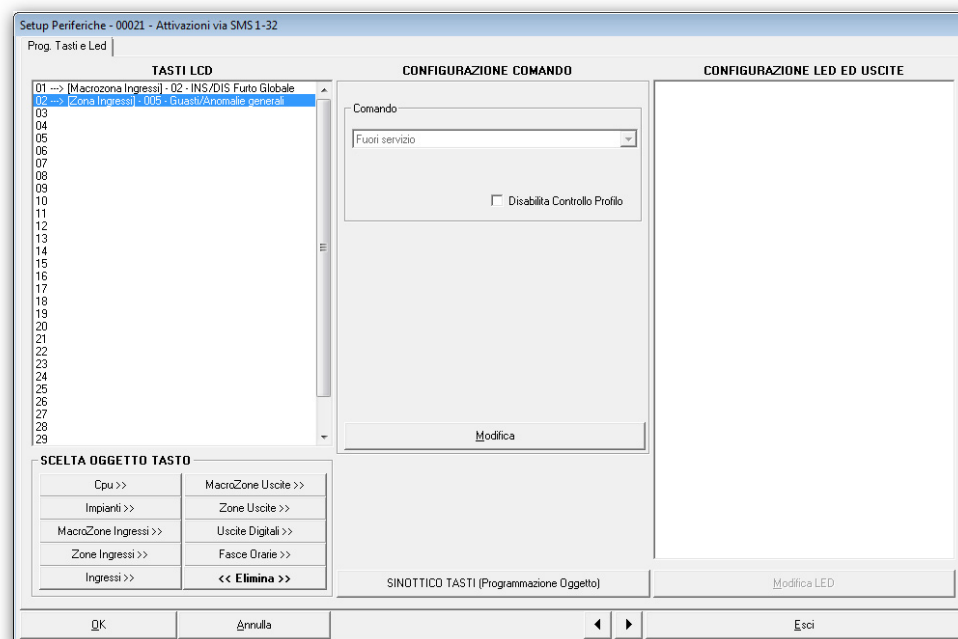 Setup Periferiche - 00021 - Attivazioni via SMS 1-32
Prog. Tasti e Led
TASTI LCD
01 ---> [Macrozona Ingressi] - 02 - INS/DIS Furto Globale
02 ---> [Zona Ingressi] - 005 - Guasti/Anomalie generali
03
04
05
06
07
08
09
10
11
12
13
14
15
16
17
18
19
20
21
22
23
24
25
26
27
28
29
SCELTA OGGETTO TASTO
Cpu >>
MacroZone Uscite >>
Impianti >>
Zone Uscite >>
MacroZone Ingressi >>
Uscite Digitali >>
Zone Ingressi >>
Fasce Orarie >>
Ingressi >>
<< Elimina >>
CONFIGURAZIONE COMANDO
Comando
Fuori servizio
Disabilita Controllo Profilo
Modifica
SINOTTICO TASTI (Programmazione Oggetto)
CONFIGURAZIONE LED ED USCITE
Modifica LED
OK
Annulla
Esci